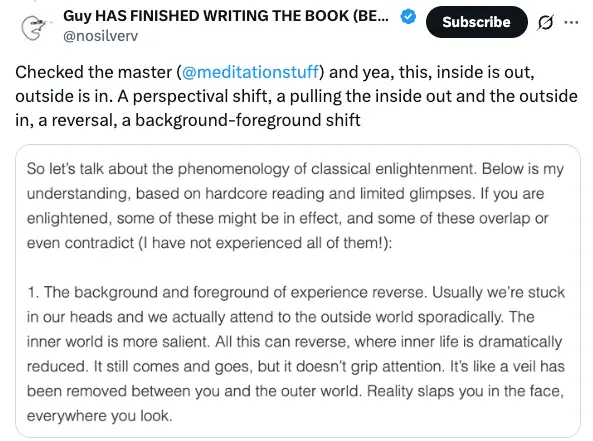 Guy HAS FINISHED WRITING THE BOOK (BE...
@nosilverv
Subscribe
Checked the master (@meditationstuff) and yea, this, inside is out,
outside is in. A perspectival shift, a pulling the inside out and the outside
in, a reversal, a background-foreground shift
So let's talk about the phenomenology of classical enlightenment. Below is my
understanding, based on hardcore reading and limited glimpses. If you are
enlightened, some of these might be in effect, and some of these overlap or
even contradict (I have not experienced all of them!):
1. The background and foreground of experience reverse. Usually we're stuck
in our heads and we actually attend to the outside world sporadically. The
inner world is more salient. All this can reverse, where inner life is dramatically
reduced. It still comes and goes, but it doesn't grip attention. It's like a veil has
been removed between you and the outer world. Reality slaps you in the face,
everywhere you look.